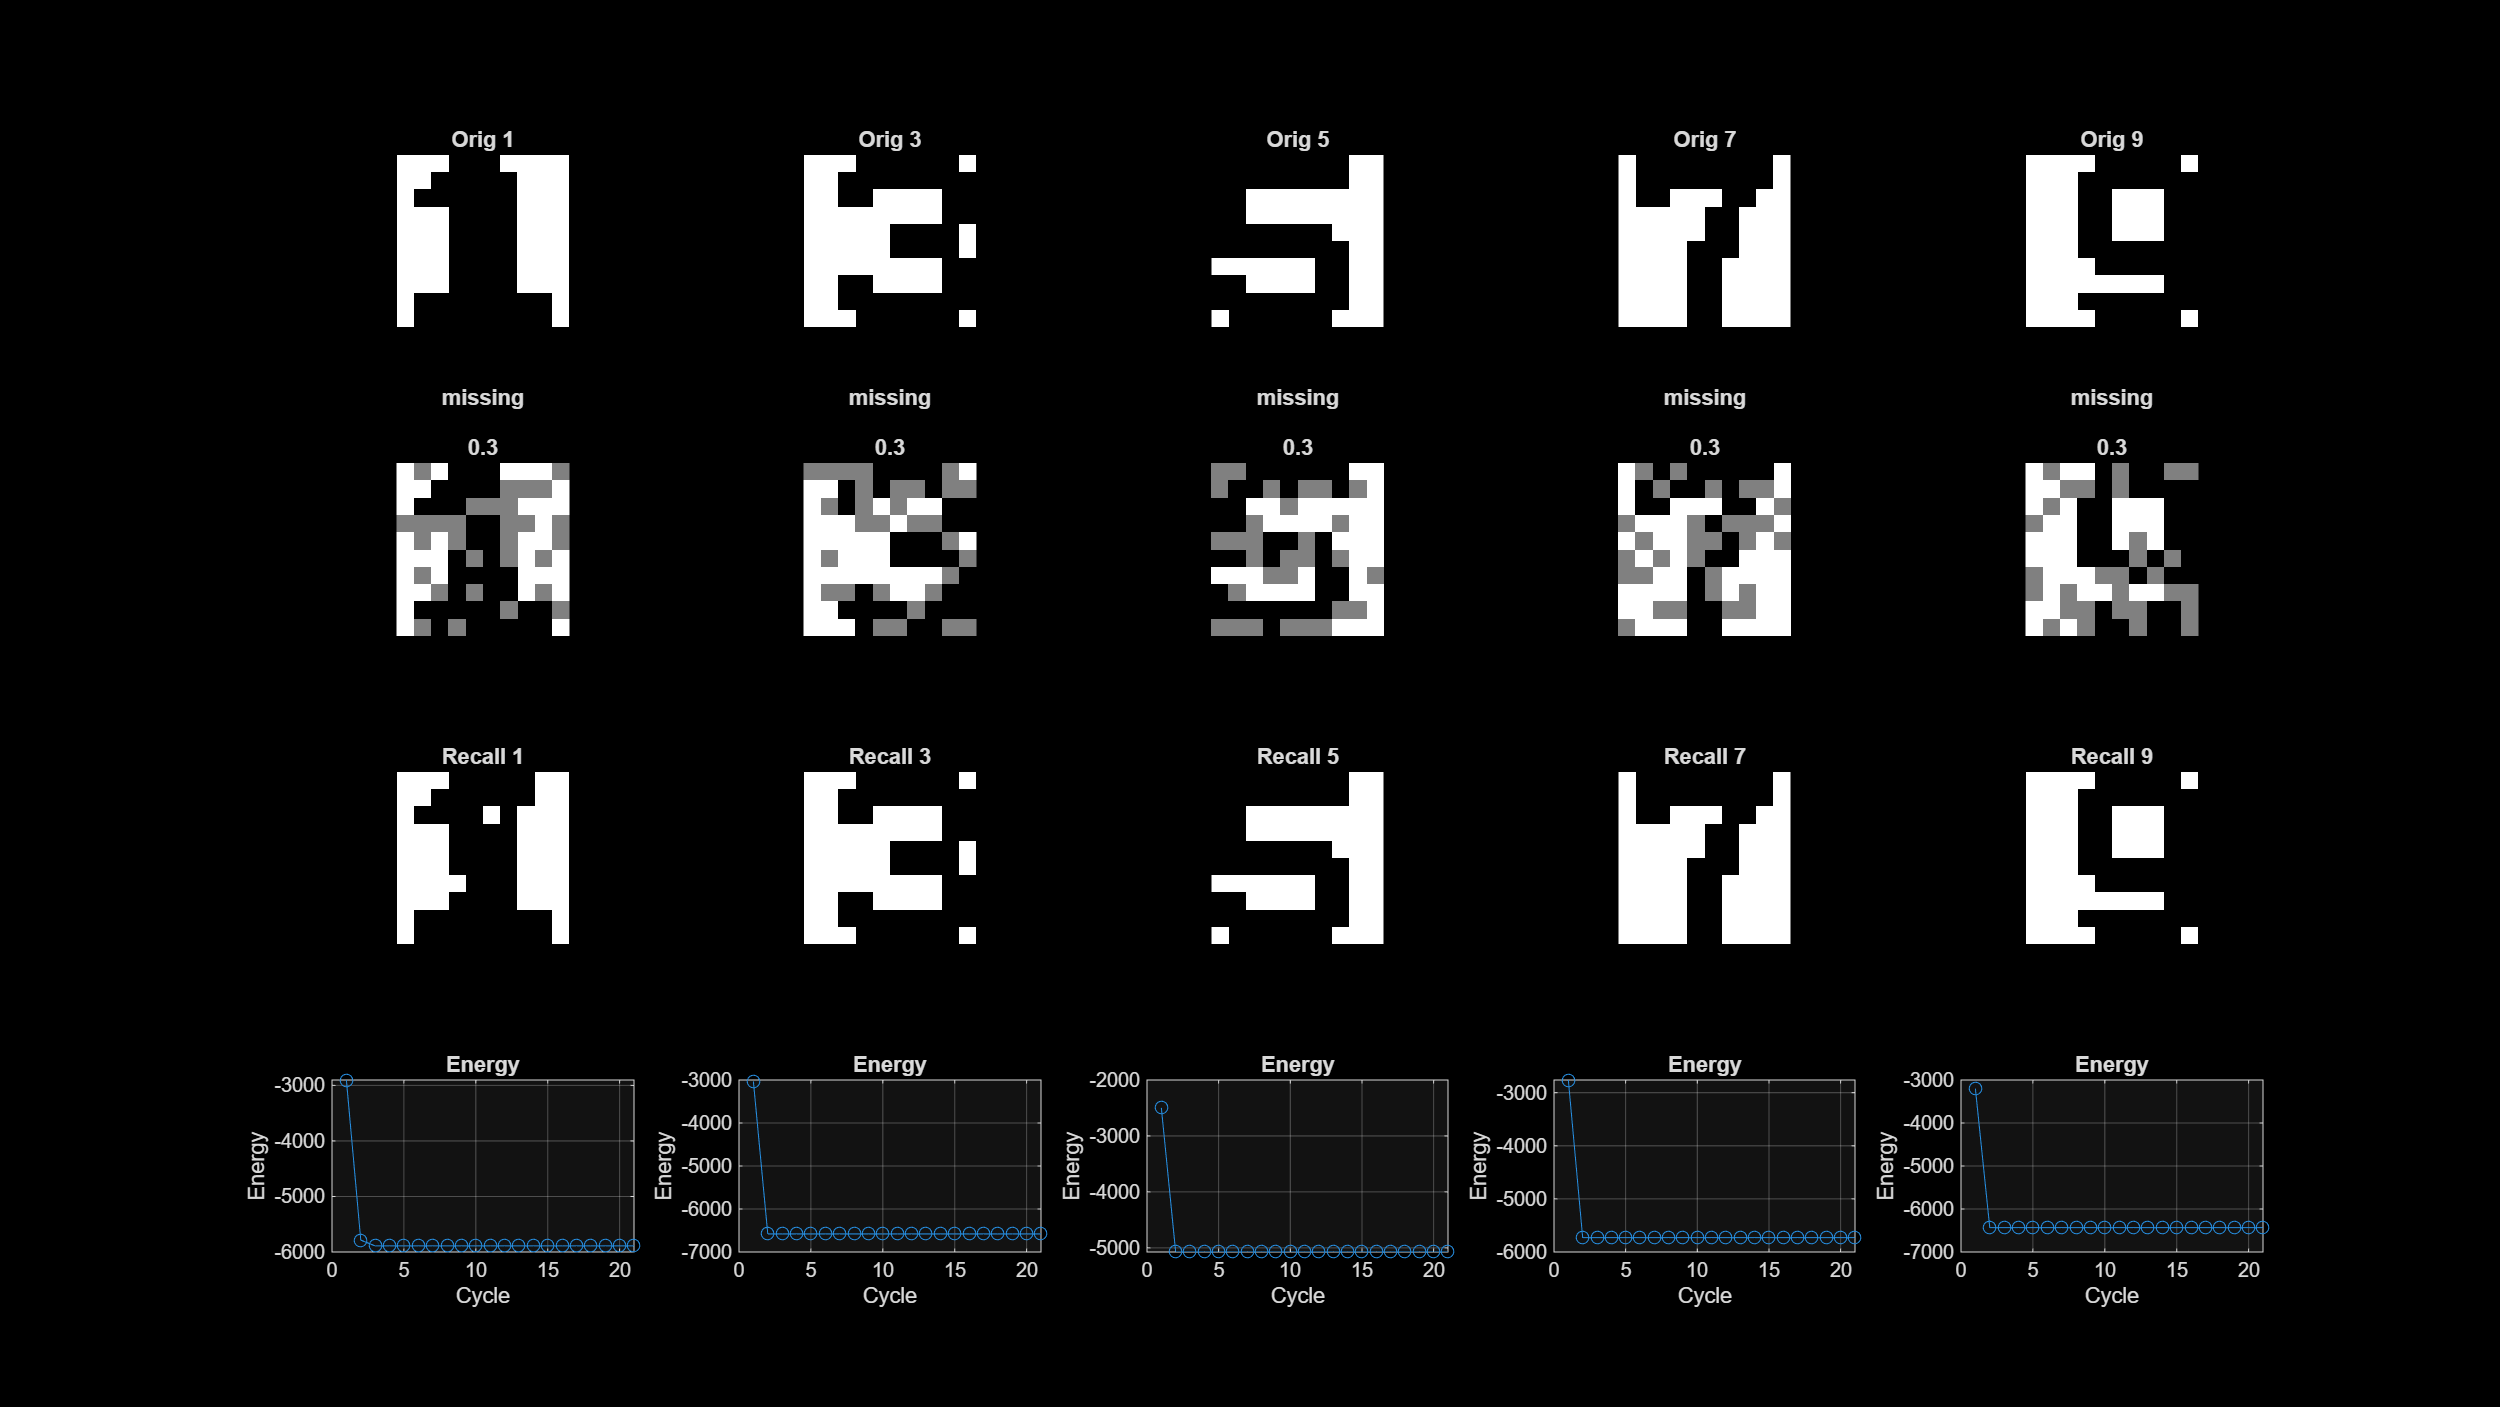 Orig 1 Orig 3 Orig 5 Orig 7 Orig 9
missing missing missing missing missing
0.3 0.3 0.3 0.3 0.3
Recall 1 Recall 3 Recall 5 Recall 7 Recall 9
Energy
-3000
-4000
-5000
-6000
Energy
0 5 10 15 20
Cycle
Energy
-3000
-4000
-5000
-6000
-7000
Energy
0 5 10 15 20
Cycle
Energy
-2000
-3000
-4000
-5000
Energy
0 5 10 15 20
Cycle
Energy
-3000
-4000
-5000
-6000
Energy
0 5 10 15 20
Cycle
Energy
-3000
-4000
-5000
-6000
-7000
Energy
0 5 10 15 20
Cycle